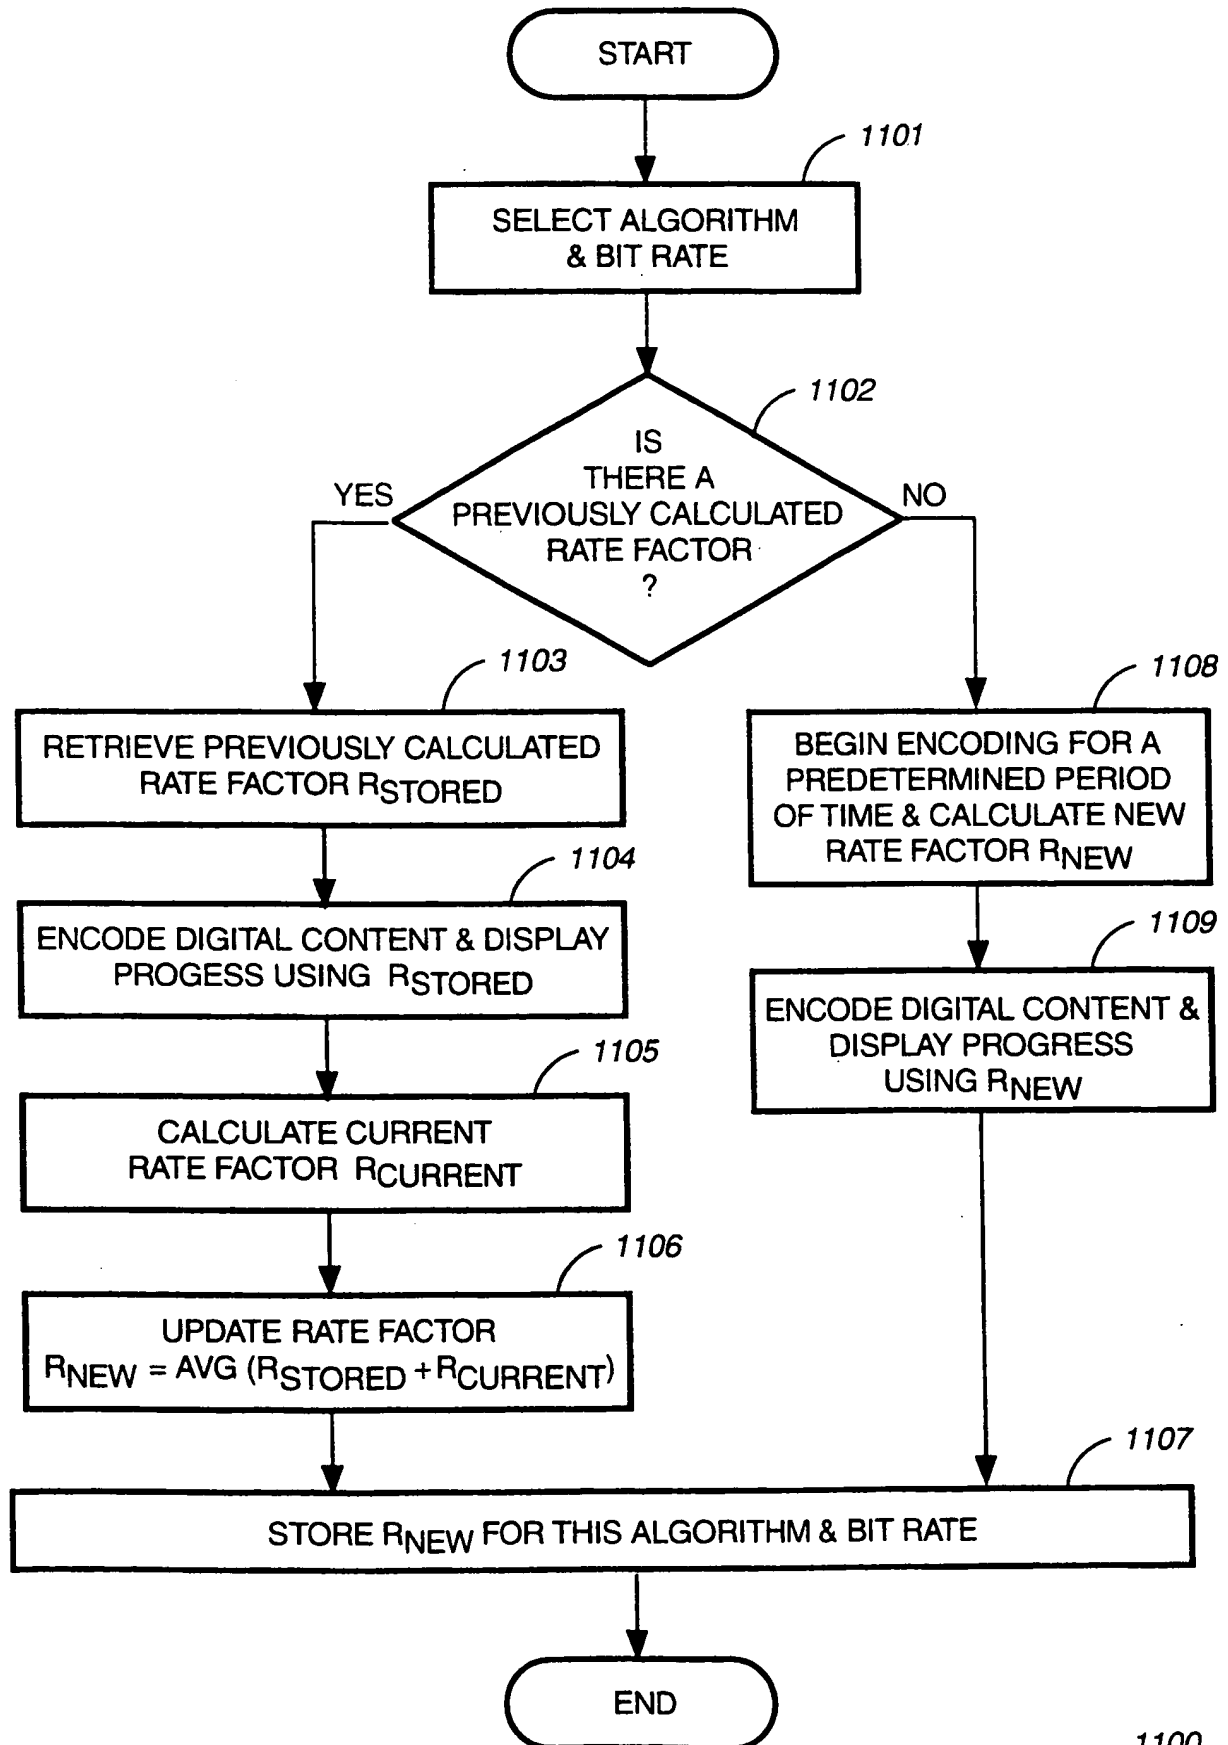 START
1101
SELECT ALGORITHM
& BIT RATE
1102
IS
THERE A
PREVIOUSLY CALCULATED
RATE FACTOR
?
YES
NO
1103
RETRIEVE PREVIOUSLY CALCULATED
RATE FACTOR RSTORED
1104
ENCODE DIGITAL CONTENT & DISPLAY
PROGESS USING RSTORED
1105
CALCULATE CURRENT
RATE FACTOR RCURRENT
1106
UPDATE RATE FACTOR
RNEW = AVG (RSTORED + RCURRENT)
1108
BEGIN ENCODING FOR A
PREDETERMINED PERIOD
OF TIME & CALCULATE NEW
RATE FACTOR RNEW
1109
ENCODE DIGITAL CONTENT &
DISPLAY PROGRESS
USING RNEW
1107
STORE RNEW FOR THIS ALGORITHM & BIT RATE
END
1100